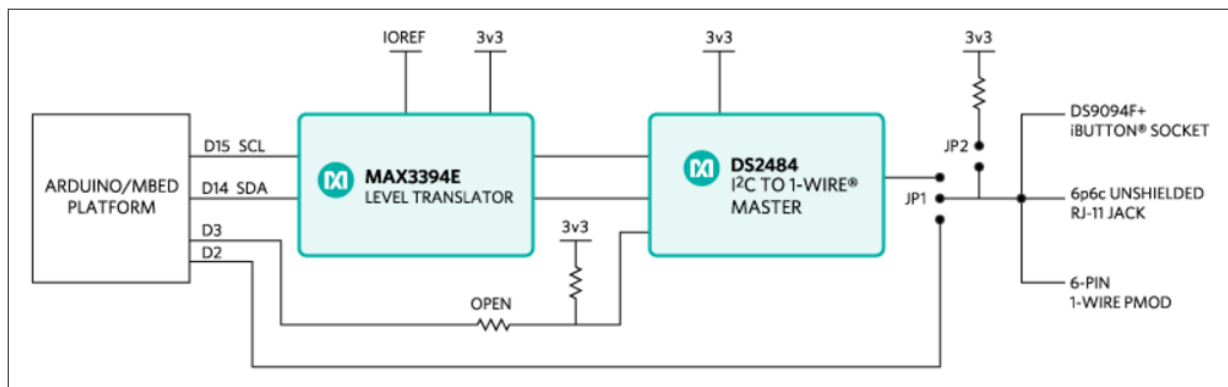 IOREF
3v3
3v3
3v3
ARDUINO/MBED
PLATFORM
D15 SCL
D14 SDA
D3
D2
MAX3394E
LEVEL TRANSLATOR
DS2484
I²C TO 1-WIRE®
MASTER
3v3
OPEN
JP2
JP1
DS9094F+
iBUTTON® SOCKET
6p6c UNSHIELDED
RJ-11 JACK
6-PIN
1-WIRE PMOD